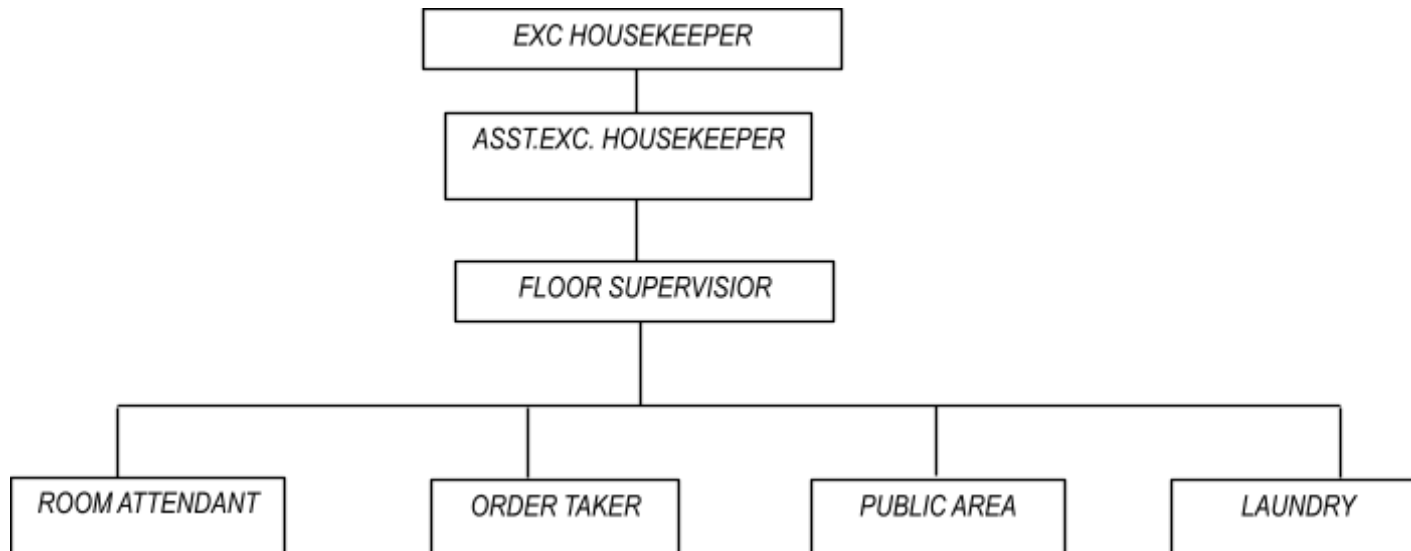 EXC HOUSEKEEPER
ASST.EXC. HOUSEKEEPER
FLOOR SUPERVISIOR
ROOM ATTENDANT
ORDER TAKER
PUBLIC AREA
LAUNDRY